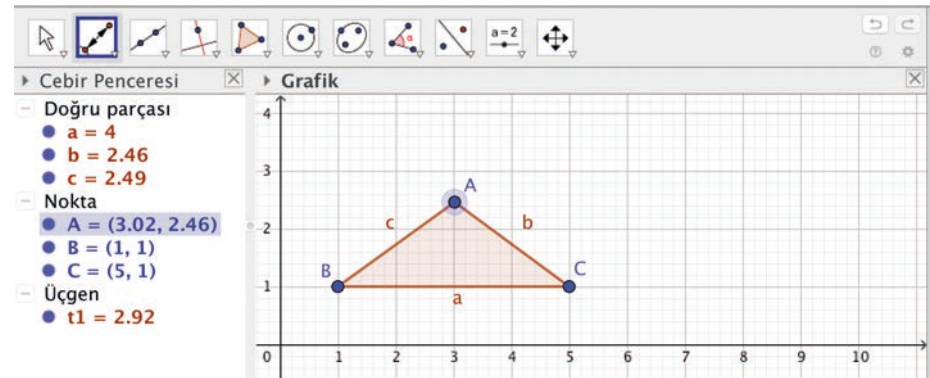 α
a=2
Cebir Penceresi
Grafik
Doğru parçası
a = 4
b = 2.46
c = 2.49
Nokta
A = (3.02, 2.46)
B = (1, 1)
C = (5, 1)
Üçgen
t1 = 2.92
4
3
2
1
A
c
b
B
C
a
0 1 2 3 4 5 6 7 8 9 10